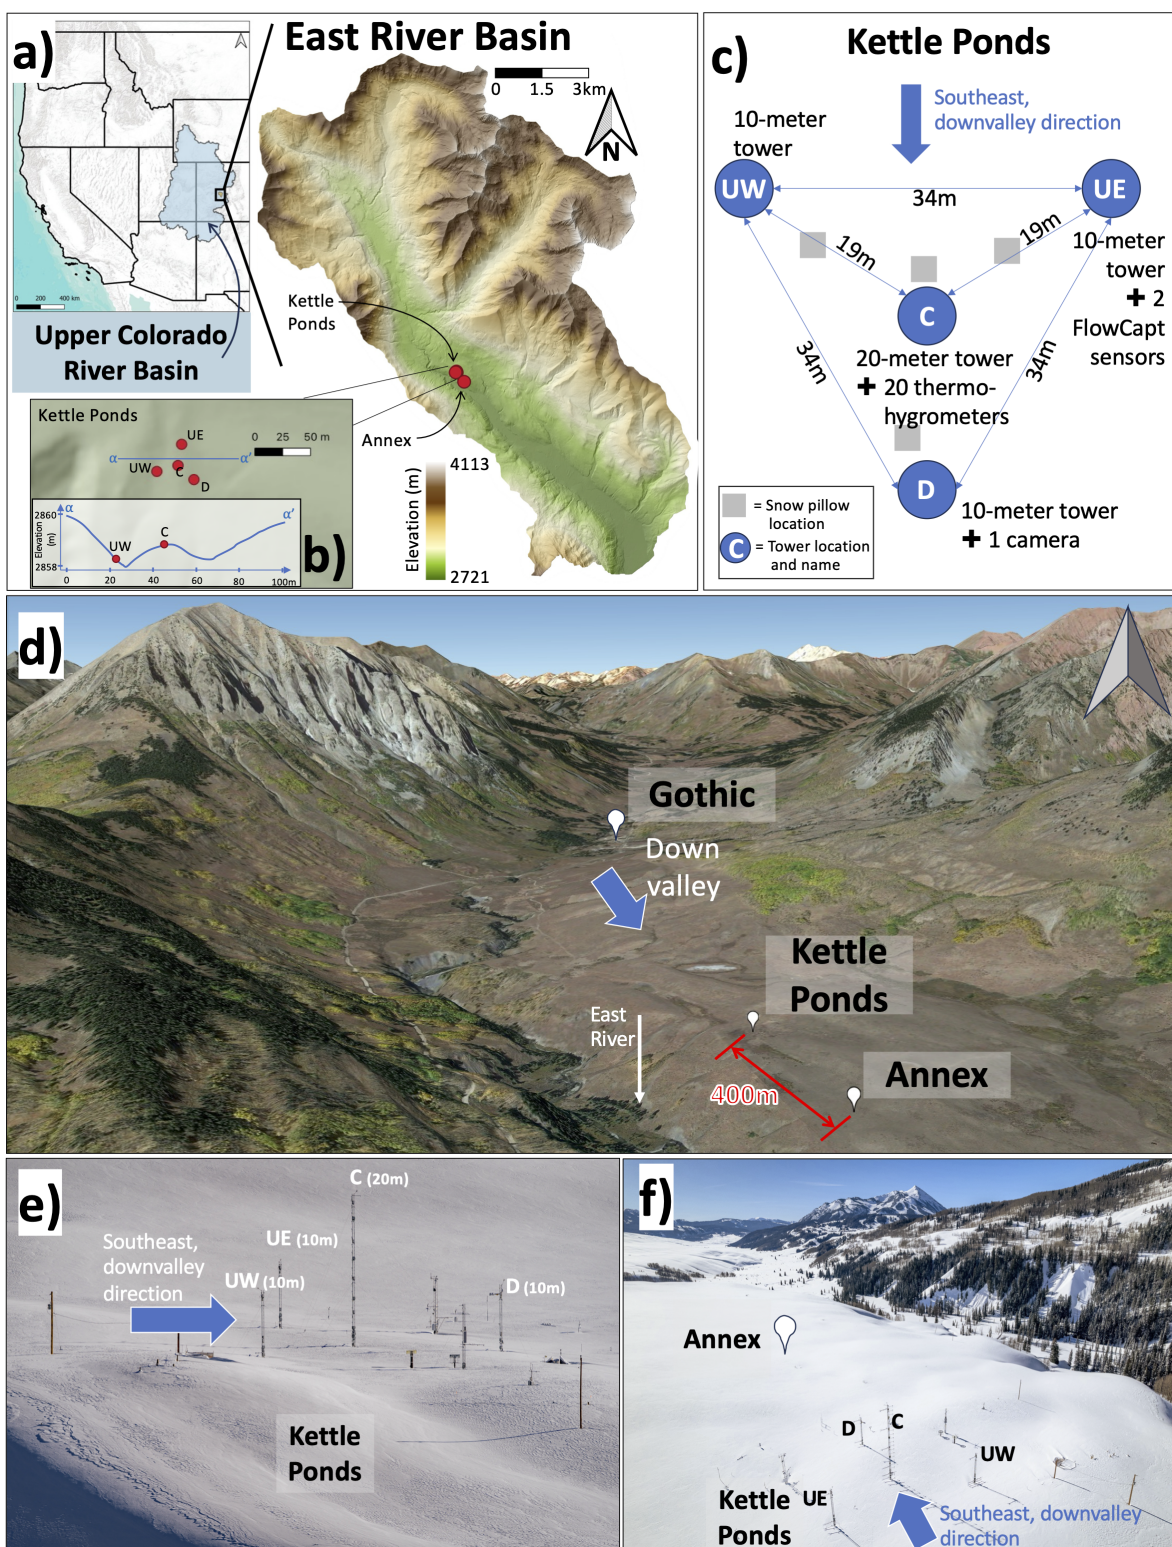 a)
East River Basin
0 1.5 3km
N
0 200 400 km
Upper Colorado
River Basin
Kettle
Ponds
Annex
Kettle Ponds
UE
0 25 50 m
α α’
UW
C
D
2860
α
α’
Elevation
(m)
UW
C
2858
0 20 40 60 80 100m
b)
Elevation (m)
4113
2721
c)
Kettle Ponds
Southeast,
downvalley direction
10-meter
tower
UW
UE
34m
19m
19m
10-meter
tower
+ 2
FlowCapt
sensors
C
20-meter tower
+ 20 thermo-
hygrometers
34m
34m
D
10-meter tower
+ 1 camera
= Snow pillow
location
C = Tower location
and name
d)
Gothic
Down
valley
Kettle
Ponds
East
River
Annex
400m
e)
C (20m)
UE (10m)
Southeast,
downvalley
direction
UW (10m)
D (10m)
Kettle
Ponds
f)
Annex
D
C
UW
Kettle
Ponds
UE
Southeast, downvalley
direction